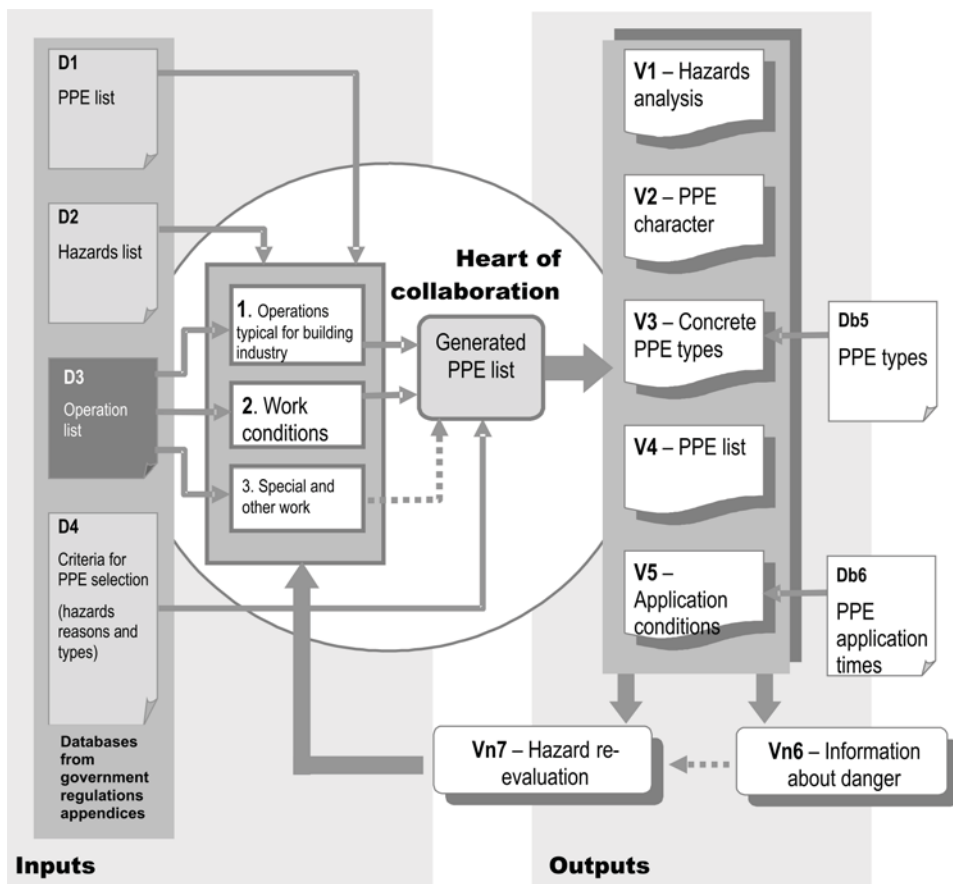 D1
PPE list
D2
Hazards list
D3
Operation
list
D4
Criteria for
PPE selection
(hazards
reasons and
types)
Databases
from
government
regulations
appendices
Inputs
1. Operations
typical for building
industry
2. Work
conditions
3. Special and
other work
Heart of
collaboration
Generated
PPE list
V1 – Hazards
analysis
V2 – PPE
character
V3 – Concrete
PPE types
V4 – PPE list
V5 –
Application
conditions
Db5
PPE types
Db6
PPE
application
times
Vn7 – Hazard re-
evaluation
Vn6 – Information
about danger
Outputs